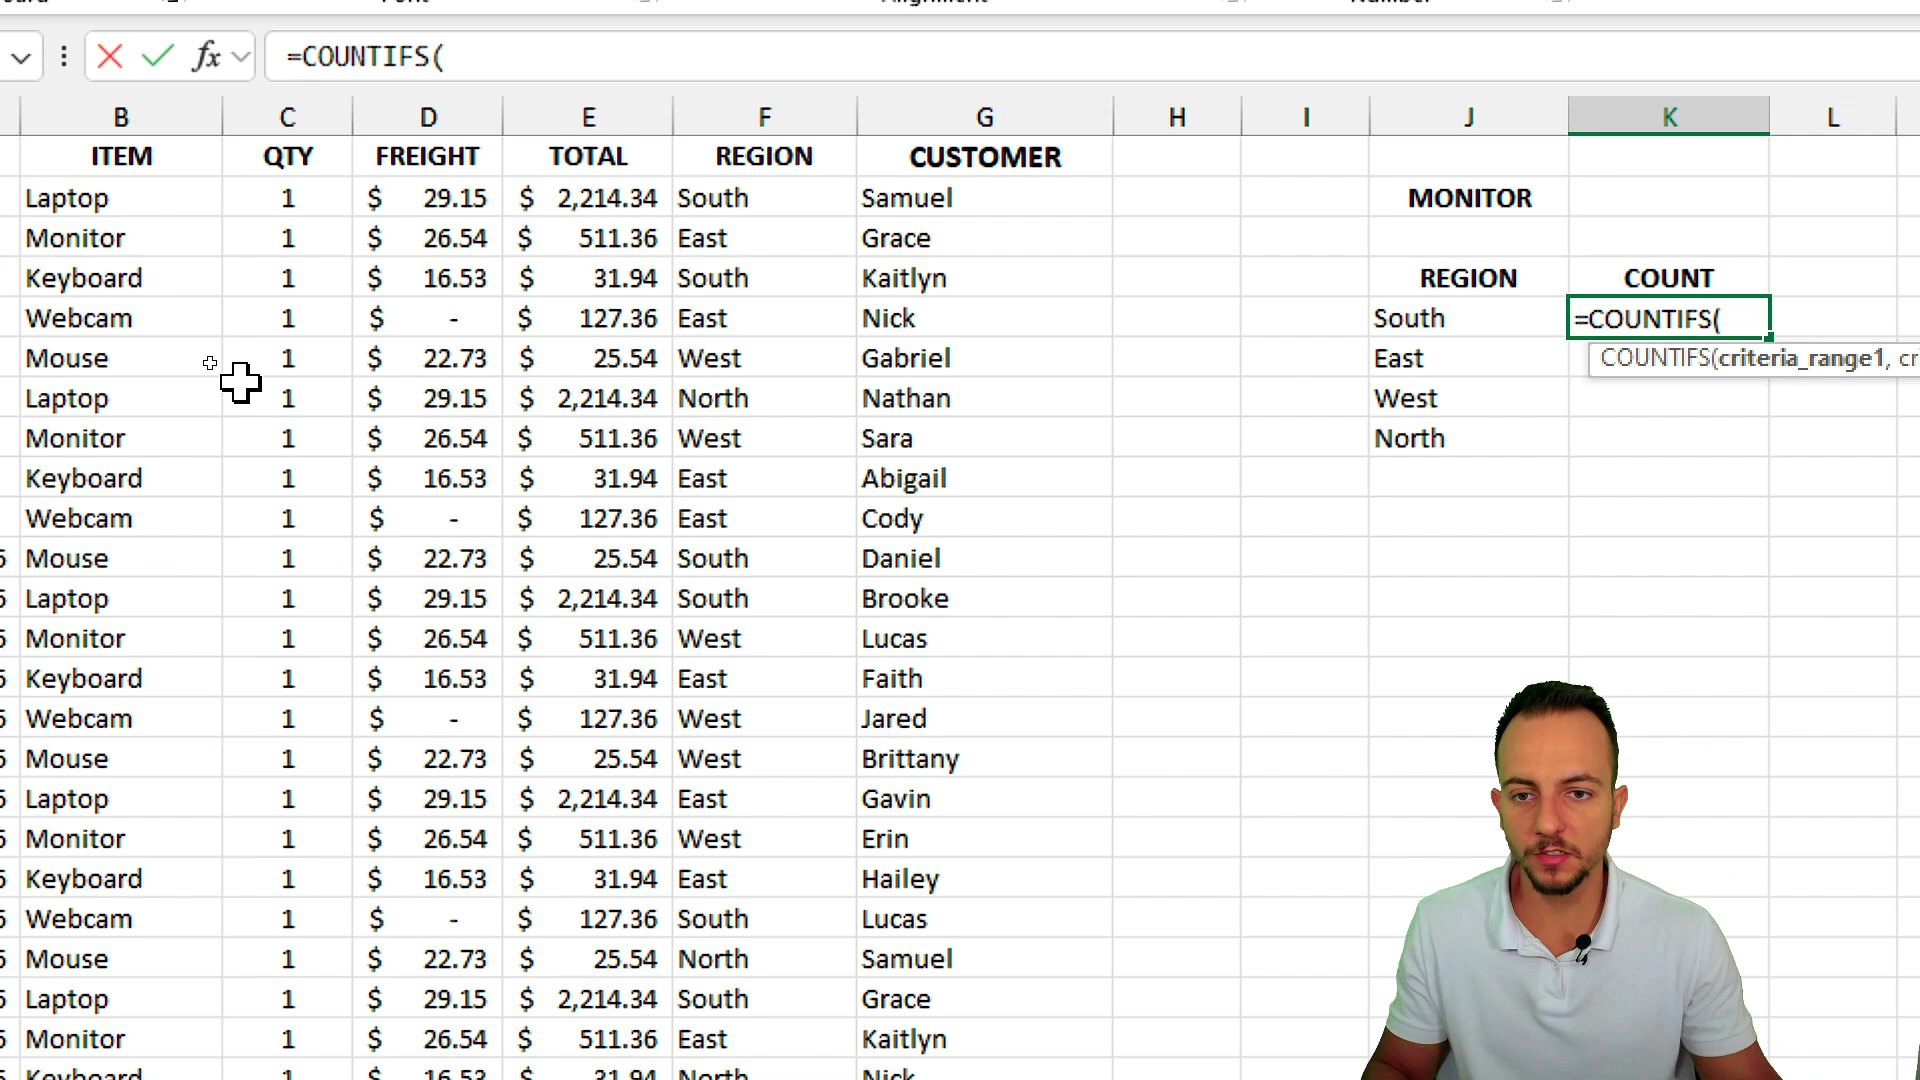 =COUNTIFS(
B C D E F G H I J K L
ITEM QTY FREIGHT TOTAL REGION CUSTOMER
Laptop 1 $ 29.15 $ 2,214.34 South Samuel MONITOR
Monitor 1 $ 26.54 $ 511.36 East Grace
Keyboard 1 $ 16.53 $ 31.94 South Kaitlyn REGION COUNT
Webcam 1 $ - $ 127.36 East Nick South =COUNTIFS(
Mouse 1 $ 22.73 $ 25.54 West Gabriel East COUNTIFS(criteria_range1, cr
Laptop 1 $ 29.15 $ 2,214.34 North Nathan West
Monitor 1 $ 26.54 $ 511.36 West Sara North
Keyboard 1 $ 16.53 $ 31.94 East Abigail
Webcam 1 $ - $ 127.36 East Cody
Mouse 1 $ 22.73 $ 25.54 South Daniel
Laptop 1 $ 29.15 $ 2,214.34 South Brooke
Monitor 1 $ 26.54 $ 511.36 West Lucas
Keyboard 1 $ 16.53 $ 31.94 East Faith
Webcam 1 $ - $ 127.36 West Jared
Mouse 1 $ 22.73 $ 25.54 West Brittany
Laptop 1 $ 29.15 $ 2,214.34 East Gavin
Monitor 1 $ 26.54 $ 511.36 West Erin
Keyboard 1 $ 16.53 $ 31.94 East Hailey
Webcam 1 $ - $ 127.36 South Lucas
Mouse 1 $ 22.73 $ 25.54 North Samuel
Laptop 1 $ 29.15 $ 2,214.34 South Grace
Monitor 1 $ 26.54 $ 511.36 East Kaitlyn
Keyboard 1 $ 16.53 $ 31.94 North Nick